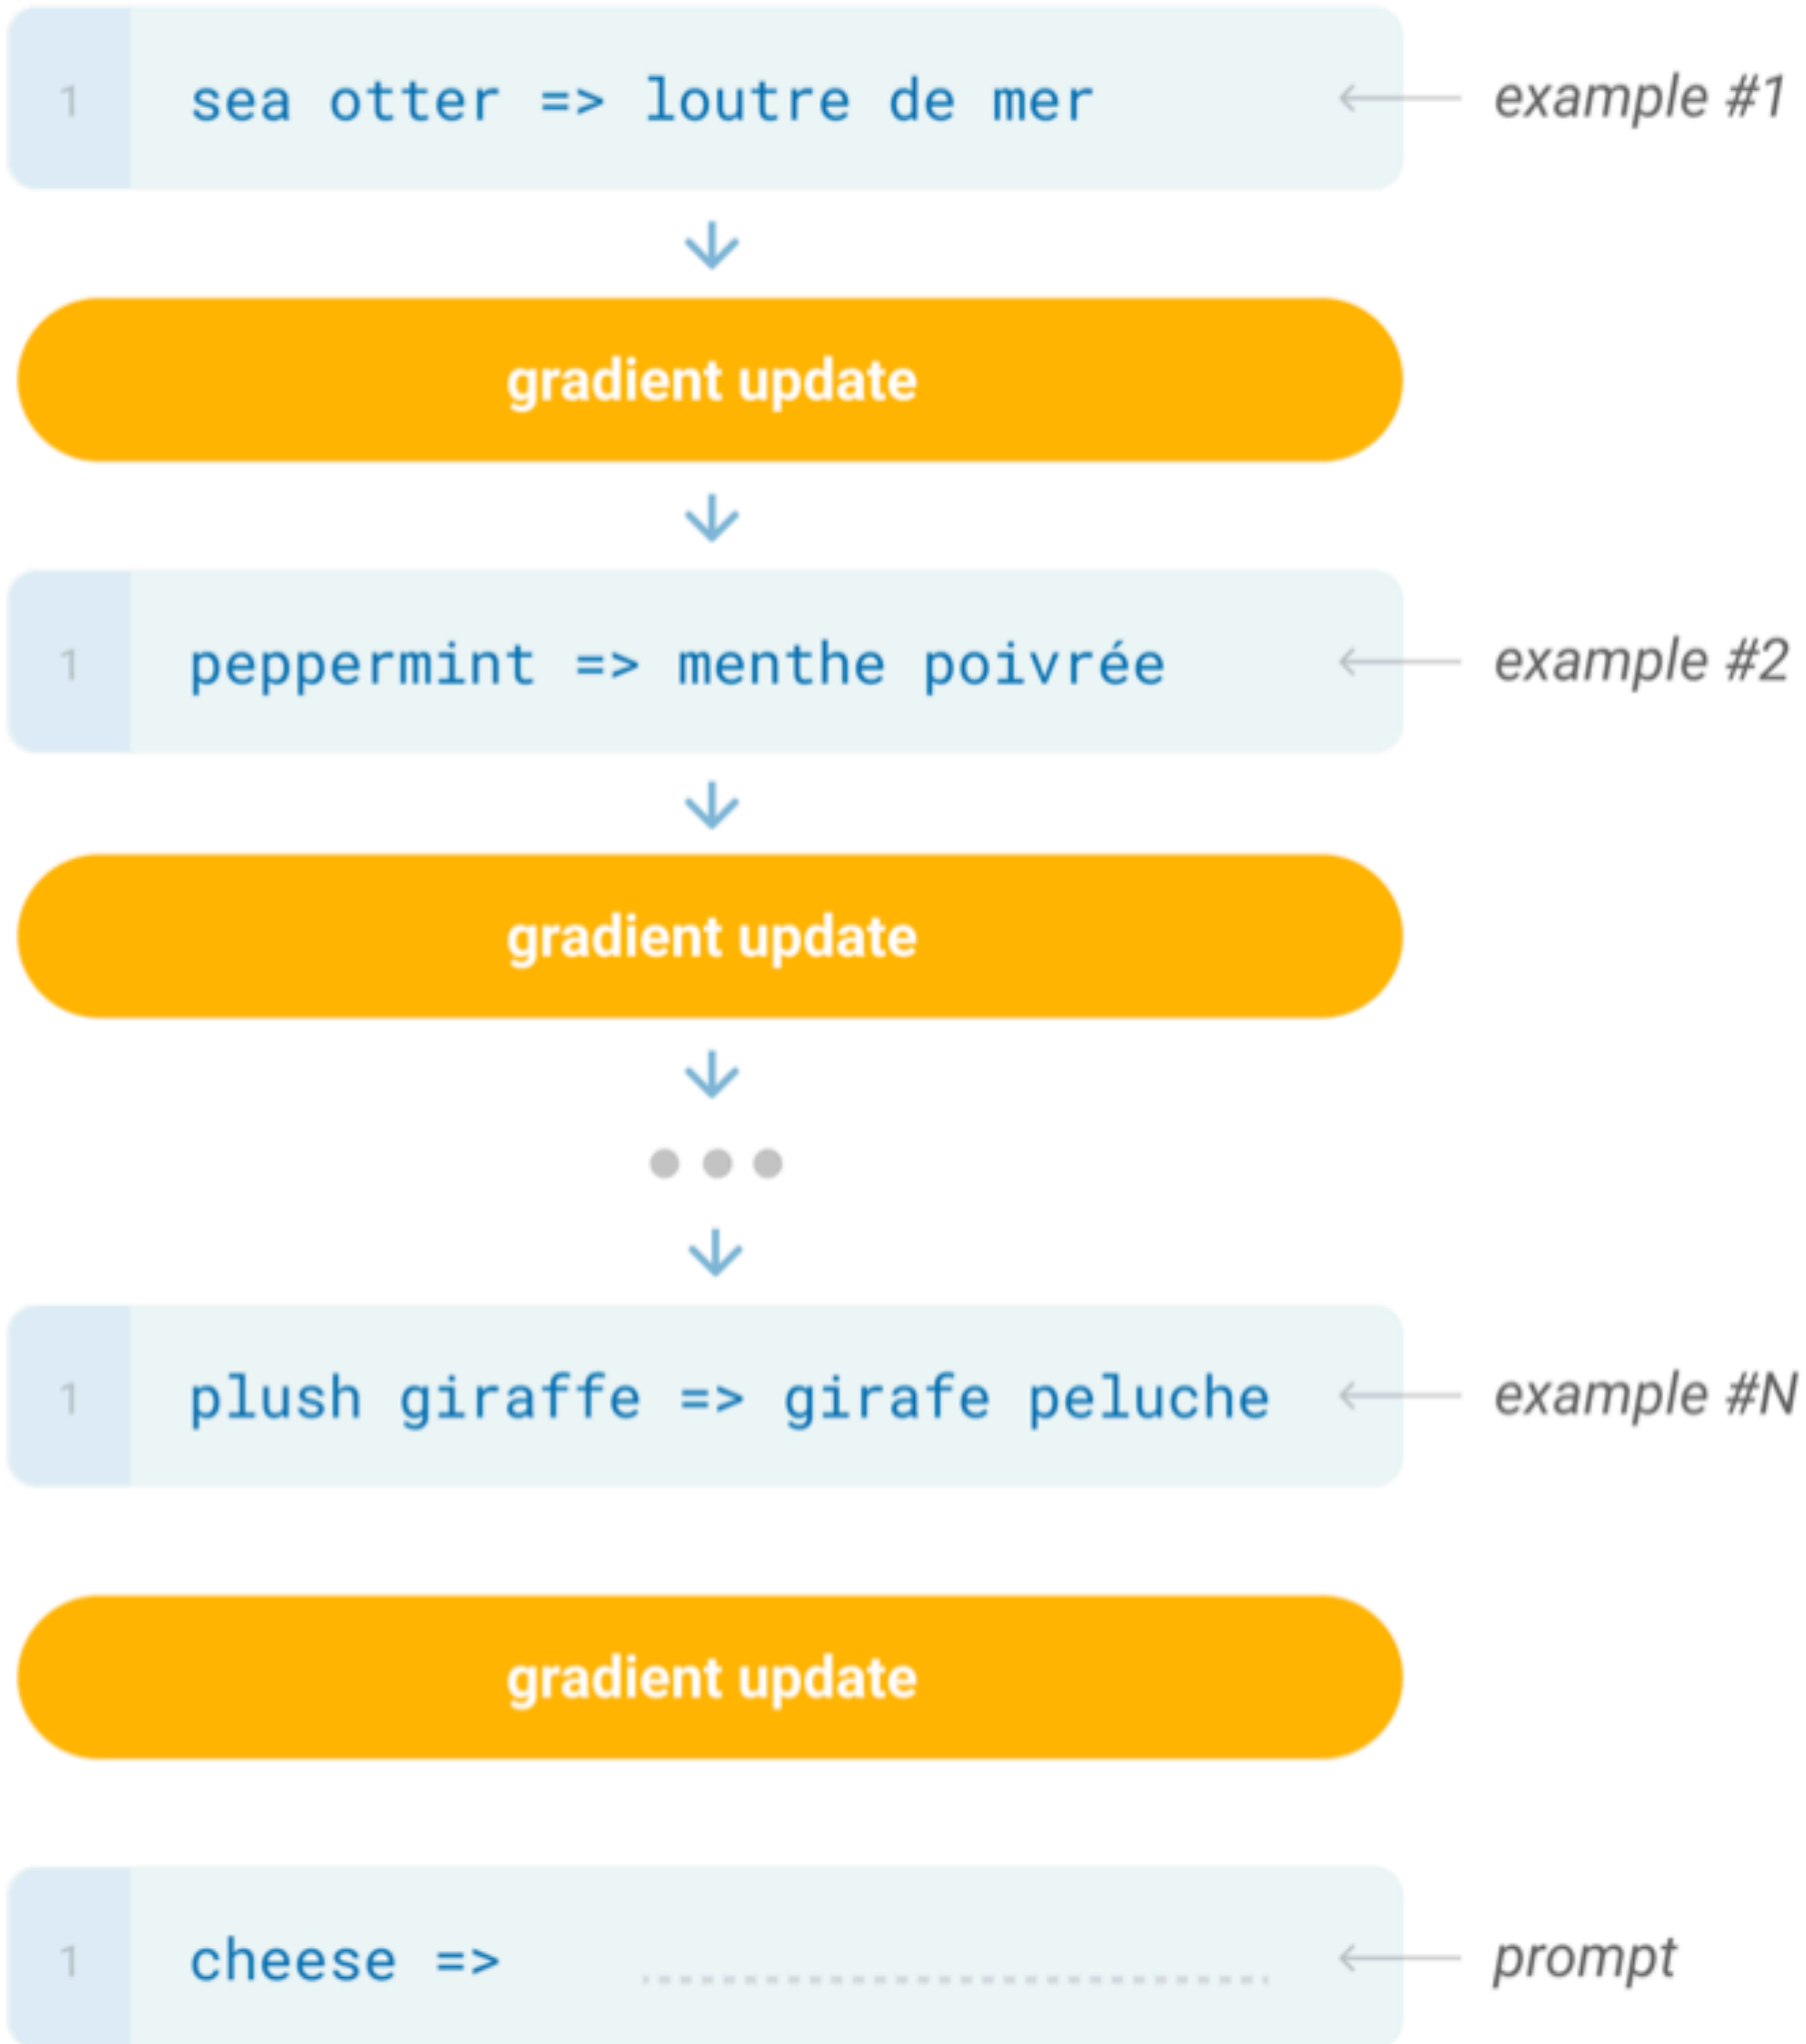 1 sea otter => loutre de mer example #1
gradient update
1 peppermint => menthe poivrée example #2
gradient update
1 plush giraffe => girafe peluche example #N
gradient update
1 cheese => prompt